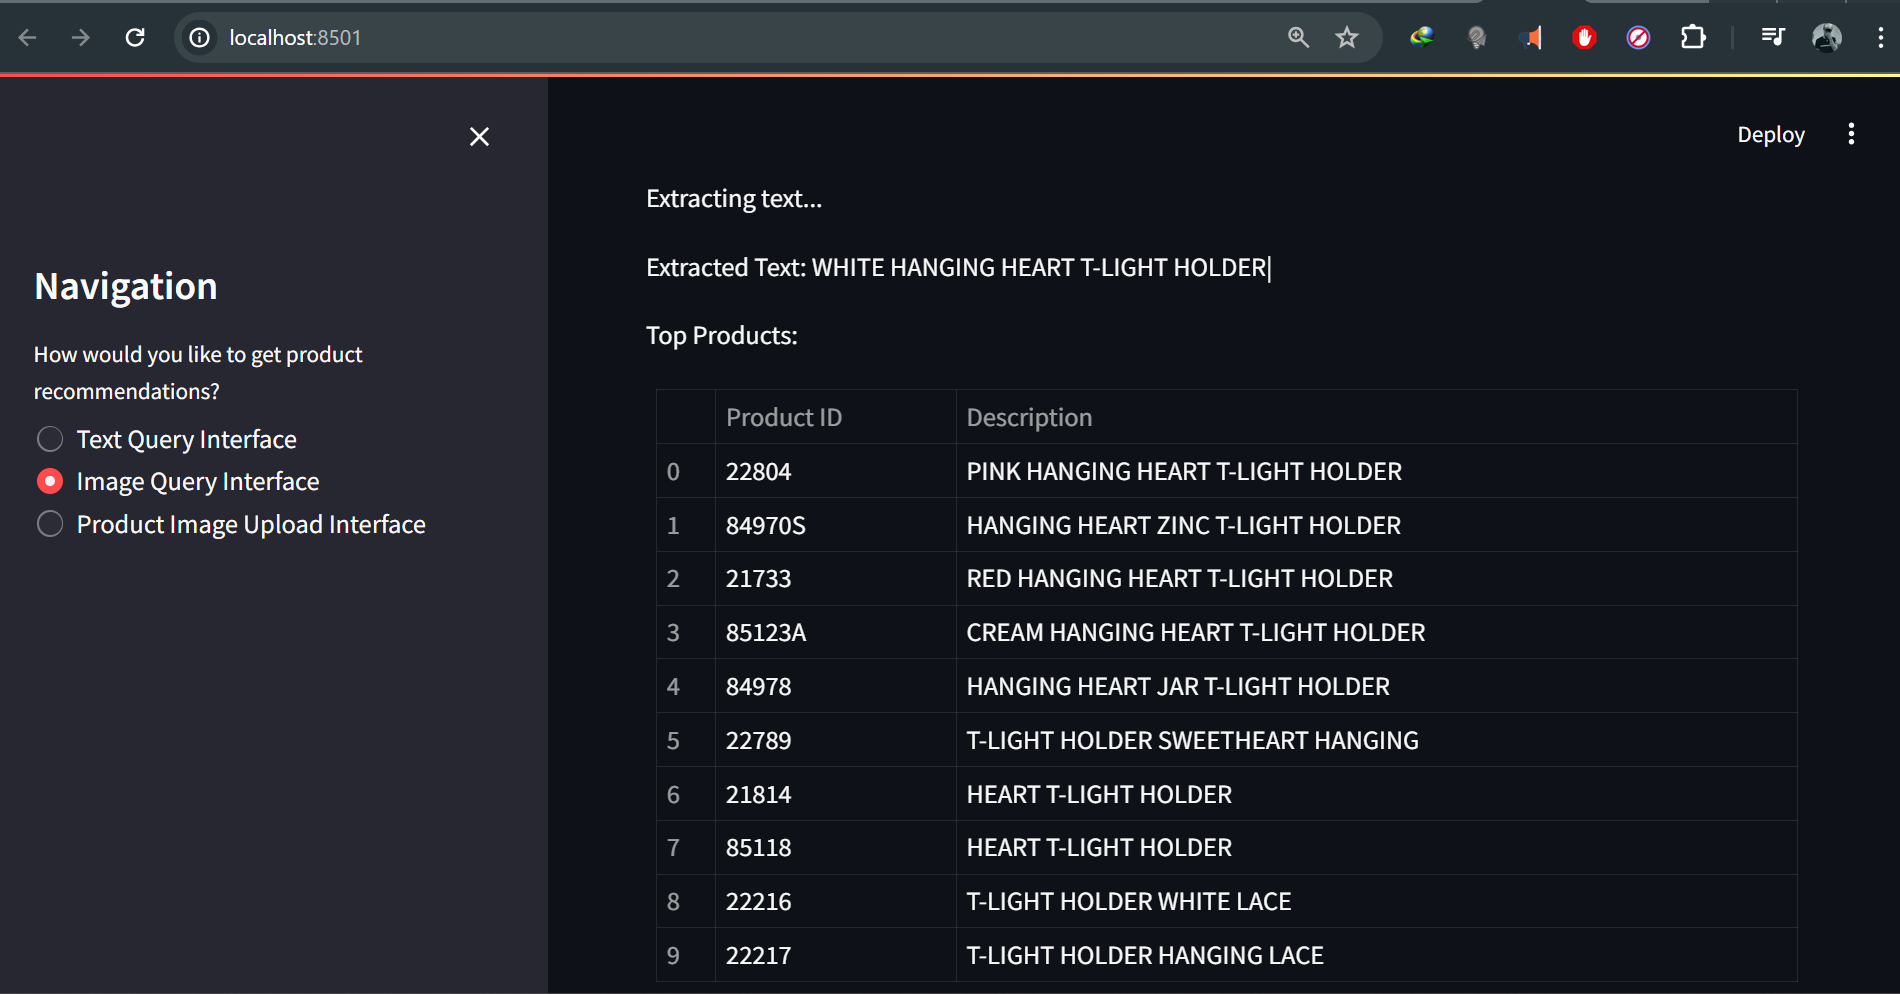 localhost:8501
Deploy
Navigation
How would you like to get product
recommendations?
Text Query Interface
Image Query Interface
Product Image Upload Interface
Extracting text...
Extracted Text: WHITE HANGING HEART T-LIGHT HOLDER|
Top Products:
Product ID Description
0 22804 PINK HANGING HEART T-LIGHT HOLDER
1 84970S HANGING HEART ZINC T-LIGHT HOLDER
2 21733 RED HANGING HEART T-LIGHT HOLDER
3 85123A CREAM HANGING HEART T-LIGHT HOLDER
4 84978 HANGING HEART JAR T-LIGHT HOLDER
5 22789 T-LIGHT HOLDER SWEETHEART HANGING
6 21814 HEART T-LIGHT HOLDER
7 85118 HEART T-LIGHT HOLDER
8 22216 T-LIGHT HOLDER WHITE LACE
9 22217 T-LIGHT HOLDER HANGING LACE